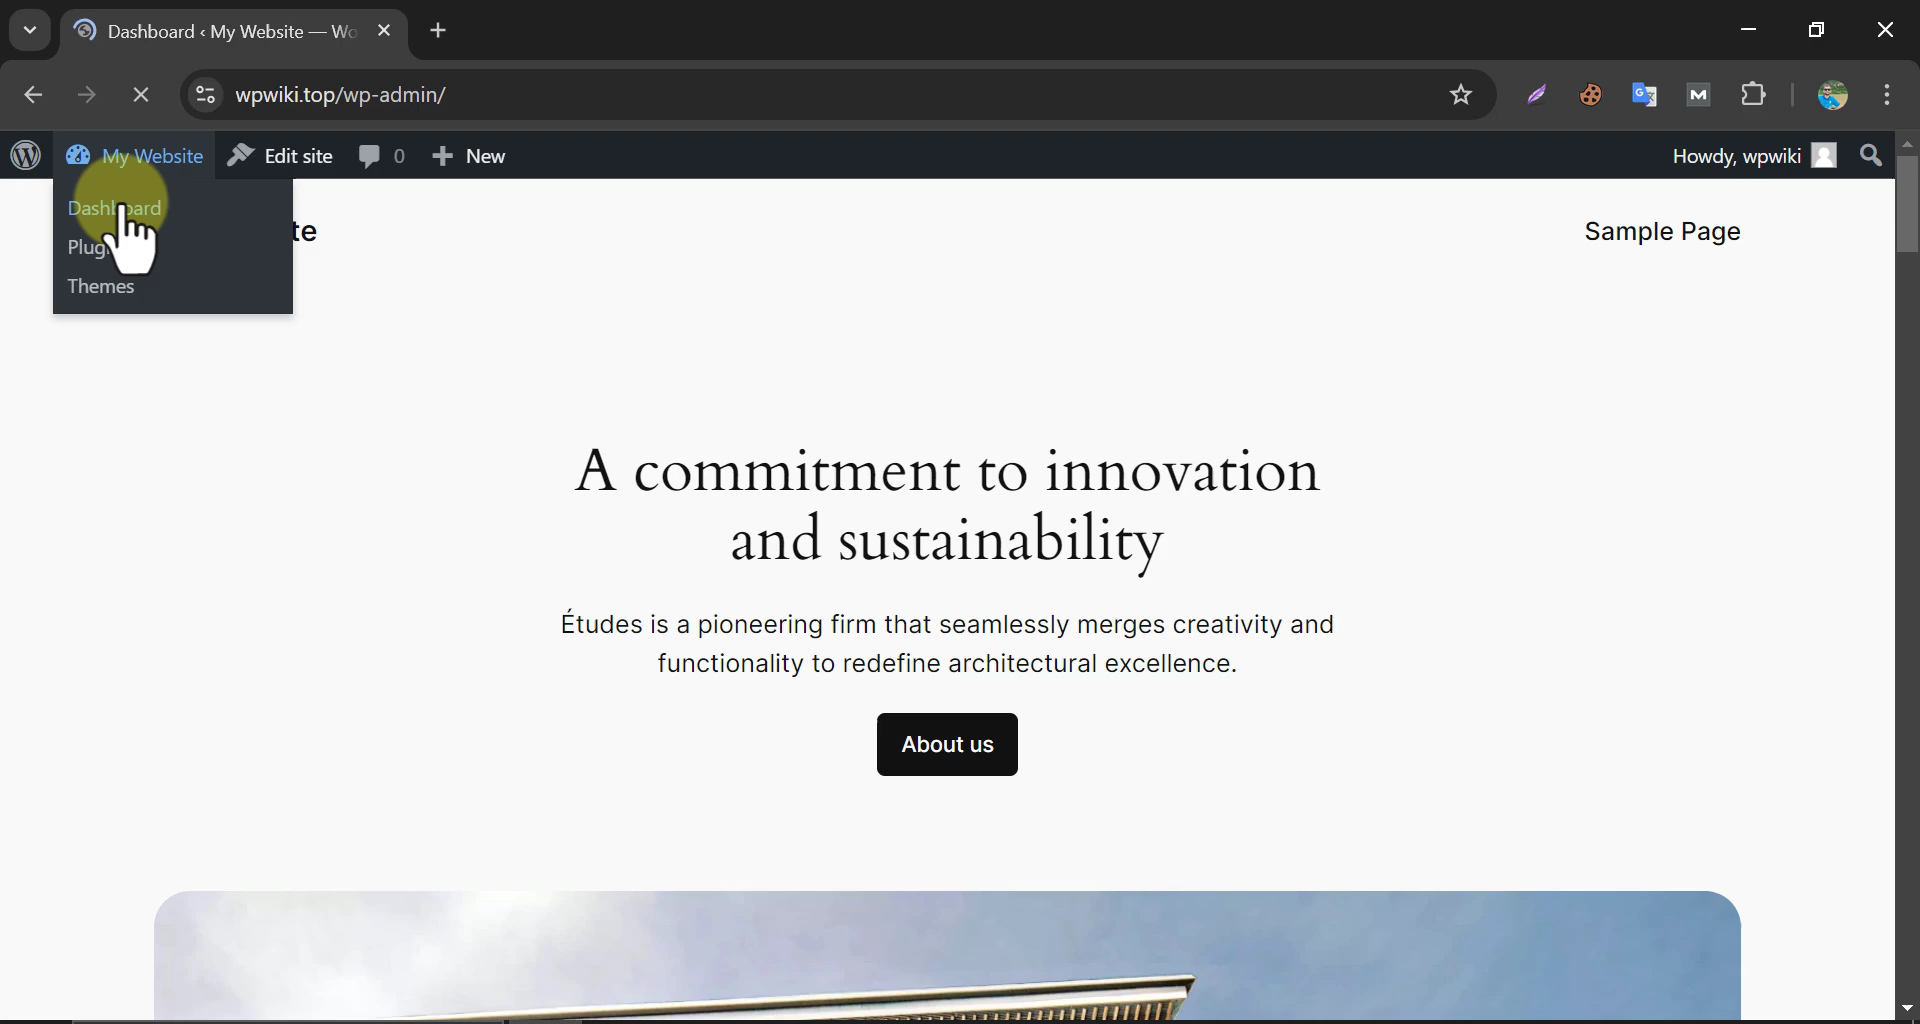 Dashboard ‹ My Website — Wo
wpwiki.top/wp-admin/
My Website
Edit site
0
New
Howdy, wpwiki
Dashboard
Themes
te
Sample Page
A commitment to innovation
and sustainability
Études is a pioneering firm that seamlessly merges creativity and
functionality to redefine architectural excellence.
About us